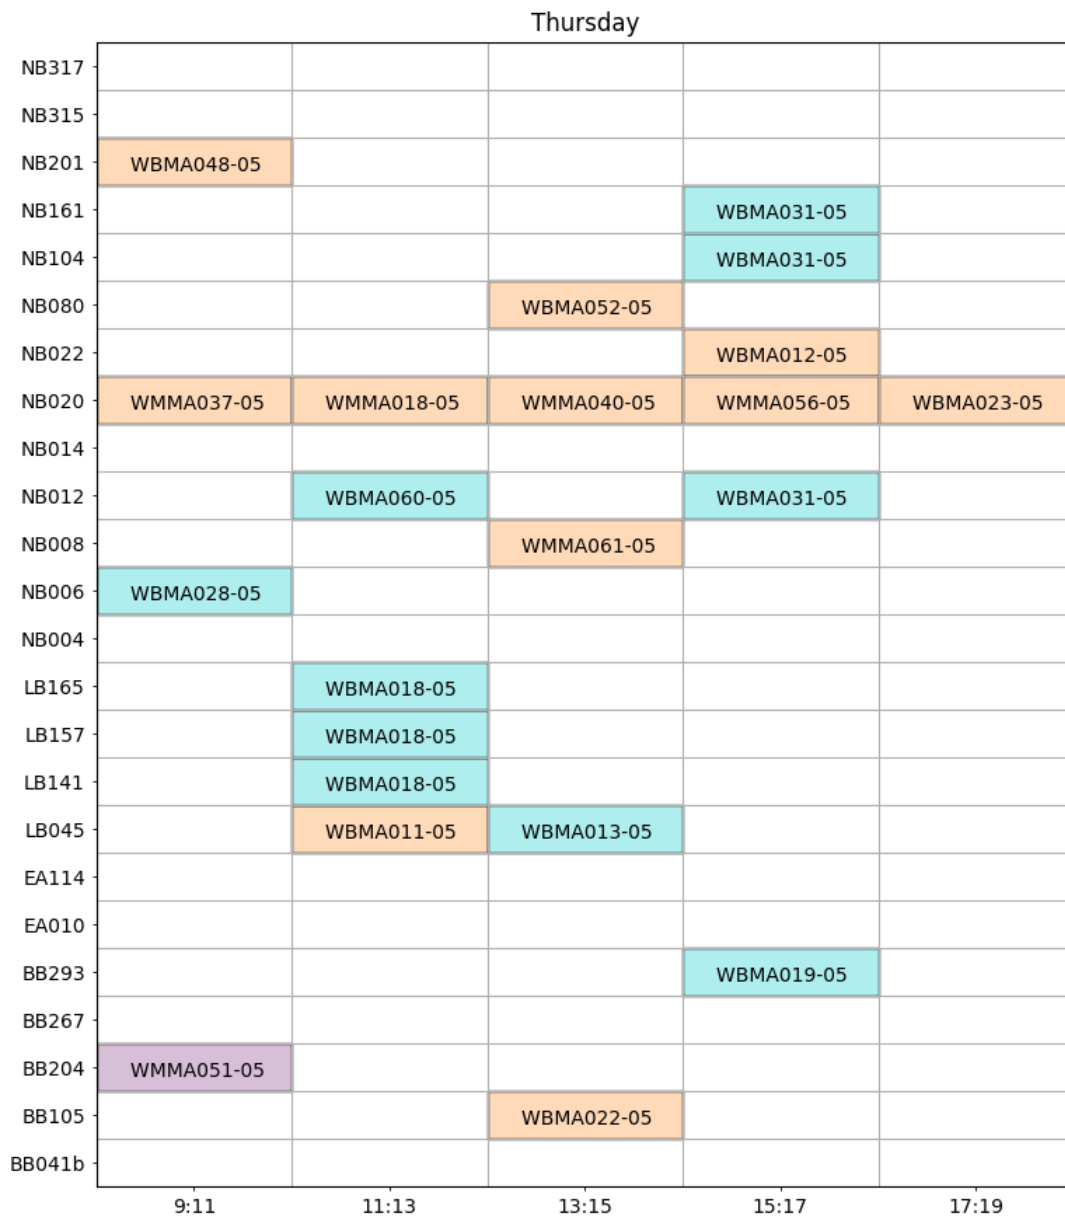 Thursday
NB317
NB315
NB201 WBMA048-05
NB161 WBMA031-05
NB104 WBMA031-05
NB080 WBMA052-05
NB022 WBMA012-05
NB020 WMMA037-05 WMMA018-05 WMMA040-05 WMMA056-05 WBMA023-05
NB014
NB012 WBMA060-05 WBMA031-05
NB008 WMMA061-05
NB006 WBMA028-05
NB004
LB165 WBMA018-05
LB157 WBMA018-05
LB141 WBMA018-05
LB045 WBMA011-05 WBMA013-05
EA114
EA010
BB293 WBMA019-05
BB267
BB204 WMMA051-05
BB105 WBMA022-05
BB041b
9:11 11:13 13:15 15:17 17:19